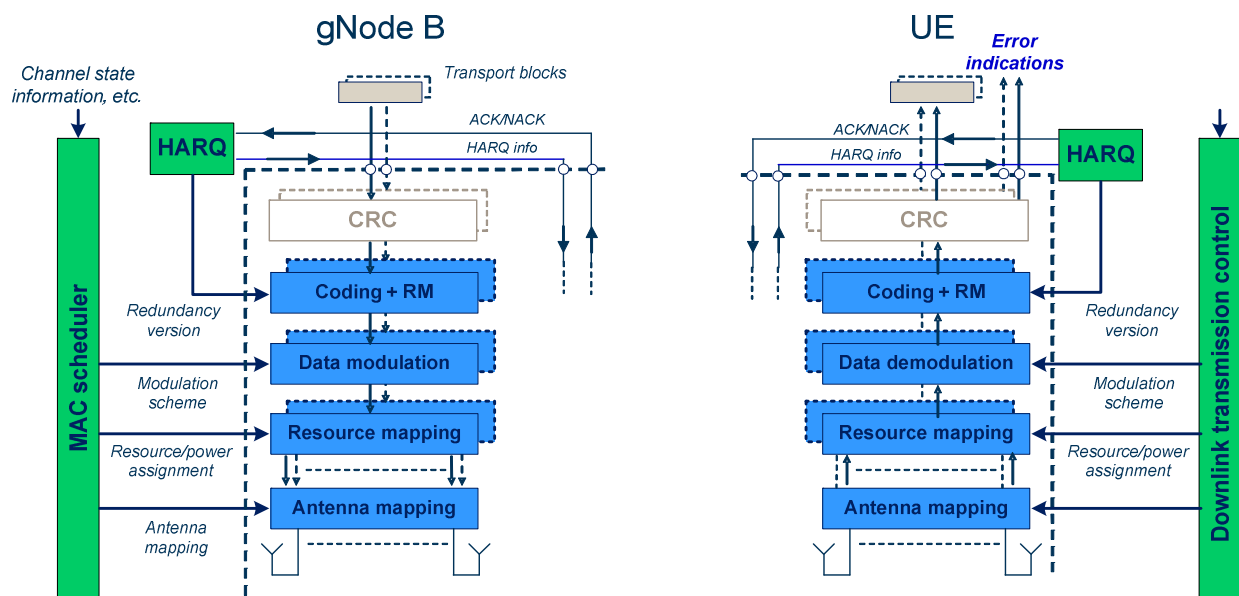 gNode B
UE
Channel state
information, etc.
Transport blocks
Error
indications
ACK/NACK
HARQ
HARQ info
ACK/NACK
HARQ info
HARQ
CRC
CRC
Coding + RM
Coding + RM
Redundancy
version
Redundancy
version
MAC scheduler
Downlink transmission control
Data modulation
Data demodulation
Modulation
scheme
Modulation
scheme
Resource mapping
Resource mapping
Resource/power
assignment
Resource/power
assignment
Antenna mapping
Antenna mapping
Antenna
mapping